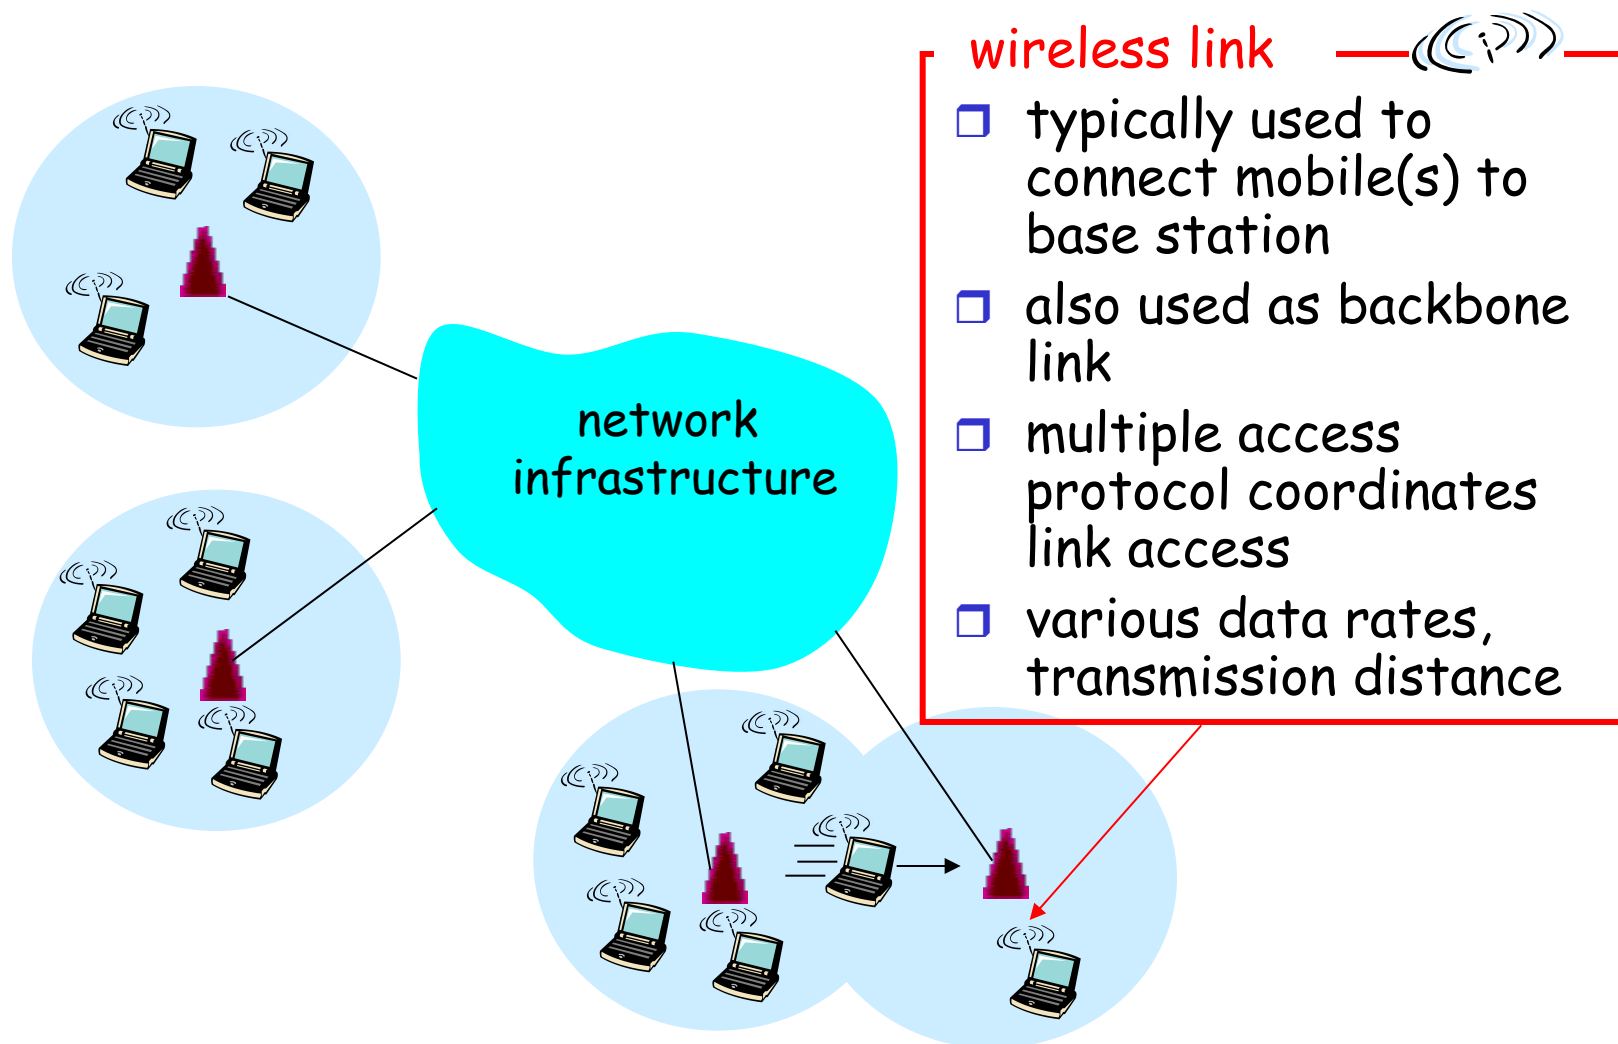 wireless link
typically used to
connect mobile(s) to
base station
also used as backbone
link
multiple access
protocol coordinates
link access
various data rates,
transmission distance
network
infrastructure